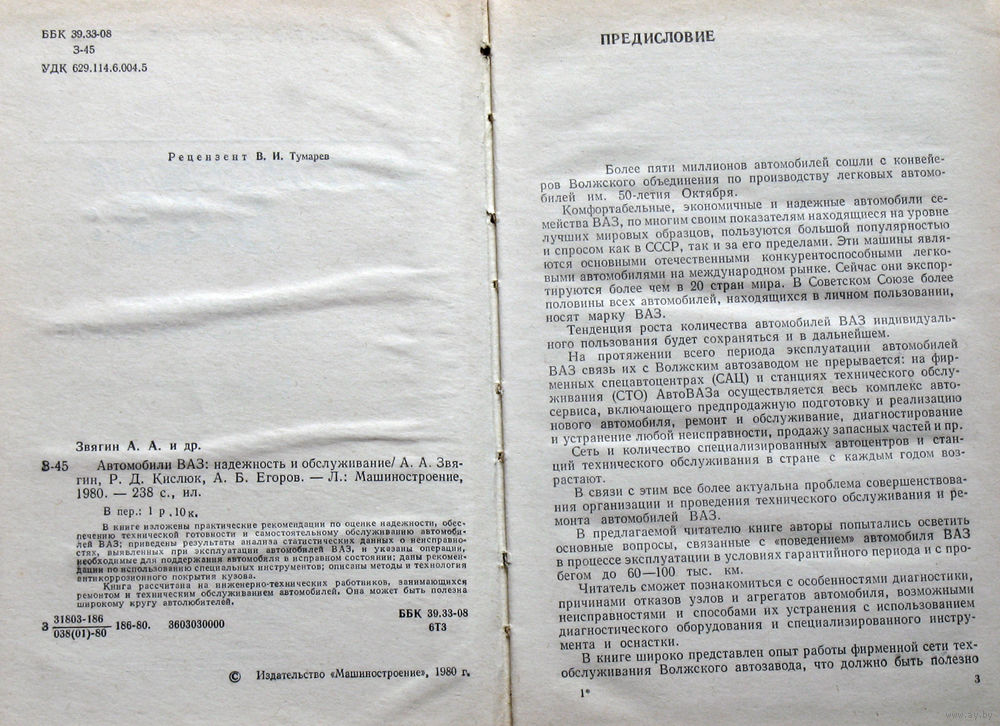 ББК 39.33-08
З-45
УДК 629.114.6.004.5
Рецензент В. И. Тумарев
Звягин А. А. и др.
З-45 Автомобили ВАЗ: надежность и обслуживание/ А. А. Звя-
гин, Р. Д. Кислюк, А. Б. Егоров. — Л.: Машиностроение,
1980. — 238 с., ил.
В пер.: 1 р. 10 к.
В книге изложены практические рекомендации по оценке надежности, обес-
печению технической готовности и самостоятельному обслуживанию автомоби-
лей ВАЗ; приведены результаты анализа статистических данных о неисправно-
стях, выявленных при эксплуатации автомобилей ВАЗ, и указаны операции,
необходимые для поддержания автомобиля в исправном состоянии; даны рекомен-
дации по использованию специальных инструментов; описаны методы и технология
антикоррозионного покрытия кузова.
Книга рассчитана на инженерно-технических работников, занимающихся
ремонтом и техническим обслуживанием автомобилей. Она может быть полезна
широкому кругу автолюбителей.
З 31803-186
038(01)-80 186-80. 3603030000
ББК 39.33-08
6Т3
© Издательство «Машиностроение», 1980 г.
ПРЕДИСЛОВИЕ
Более пяти миллионов автомобилей сошли с конвейе-
ров Волжского объединения по производству легковых автомо-
билей им. 50-летия Октября.
Комфортабельные, экономичные и надежные автомобили се-
мейства ВАЗ, по многим своим показателям находящиеся на уровне
лучших мировых образцов, пользуются большой популярностью
и спросом как в СССР, так и за его пределами. Эти машины явля-
ются основными отечественными конкурентоспособными легко-
выми автомобилями на международном рынке. Сейчас они экспор-
тируются более чем в 20 стран мира. В Советском Союзе более
половины всех автомобилей, находящихся в личном пользовании,
носят марку ВАЗ.
Тенденция роста количества автомобилей ВАЗ индивидуаль-
ного пользования будет сохраняться и в дальнейшем.
На протяжении всего периода эксплуатации автомобилей
ВАЗ связь их с Волжским автозаводом не прерывается: на фир-
менных спецавтоцентрах (САЦ) и станциях технического обслу-
живания (СТО) АвтоВАЗа осуществляется весь комплекс авто-
сервиса, включающего предпродажную подготовку и реализацию
нового автомобиля, ремонт и обслуживание, диагностирование
и устранение любой неисправности, продажу запасных частей и пр.
Сеть и количество специализированных автоцентров и стан-
ций технического обслуживания в стране с каждым годом воз-
растают.
В связи с этим все более актуальна проблема совершенствова-
ния организации и проведения технического обслуживания и ре-
монта автомобилей ВАЗ.
В предлагаемой читателю книге авторы попытались осветить
основные вопросы, связанные с «поведением» автомобиля ВАЗ
в процессе эксплуатации в условиях гарантийного периода и с про-
бегом до 60—100 тыс. км.
Читатель сможет познакомиться с особенностями диагностики,
причинами отказов узлов и агрегатов автомобиля, возможными
неисправностями и способами их устранения с использованием
диагностического оборудования и специализированного инстру-
мента и оснастки.
В книге широко представлен опыт работы фирменной сети тех-
обслуживания Волжского автозавода, что должно быть полезно
1*
3
www.ay.by